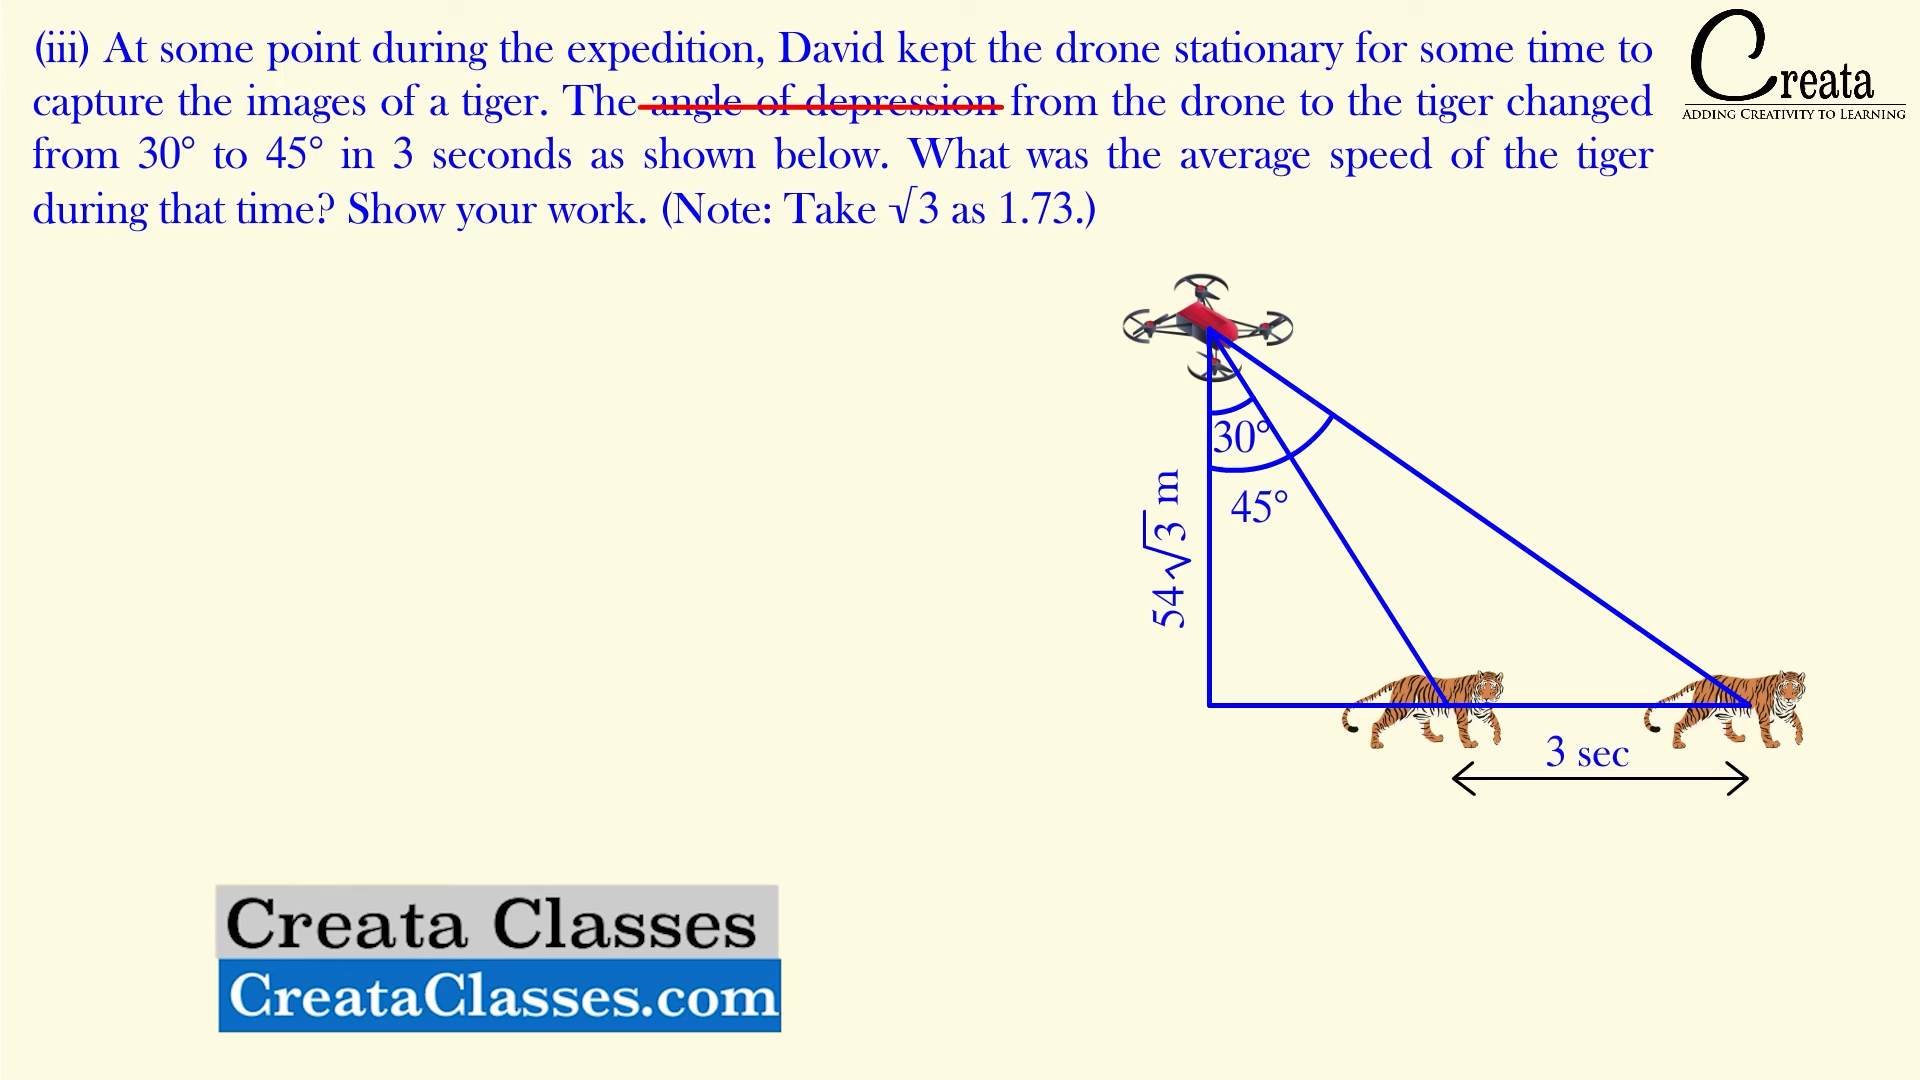 (iii) At some point during the expedition, David kept the drone stationary for some time to
capture the images of a tiger. The angle of depression from the drone to the tiger changed
from 30° to 45° in 3 seconds as shown below. What was the average speed of the tiger
during that time? Show your work. (Note: Take √3 as 1.73.)
Creata
ADDING CREATIVITY TO LEARNING
30°
45°
54√3 m
3 sec
Creata Classes
CreataClasses.com